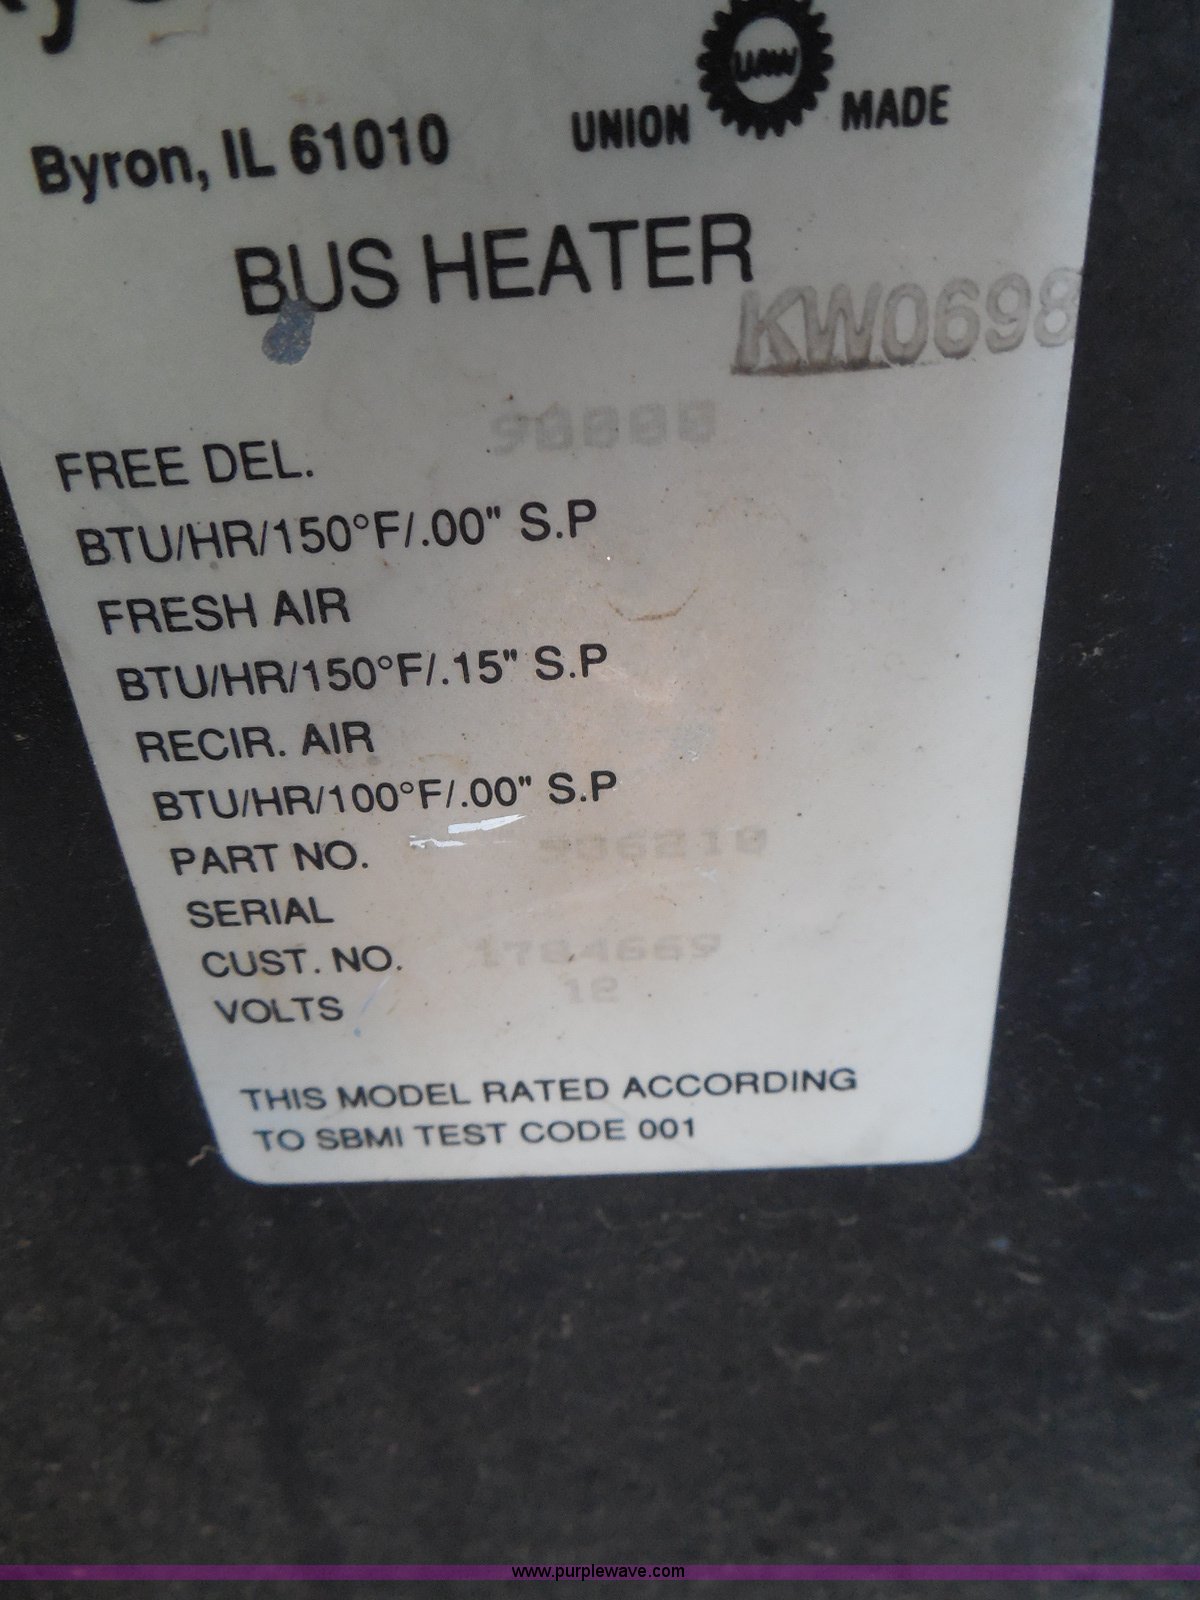 Byron, IL 61010
UNION UAW MADE
BUS HEATER
KW0698
FREE DEL. 90000
BTU/HR/150°F/.00" S.P
FRESH AIR
BTU/HR/150°F/.15" S.P
RECIR. AIR
BTU/HR/100°F/.00" S.P
PART NO. 906210
SERIAL
CUST. NO. 1784669
VOLTS 12
THIS MODEL RATED ACCORDING
TO SBMI TEST CODE 001
www.purplewave.com